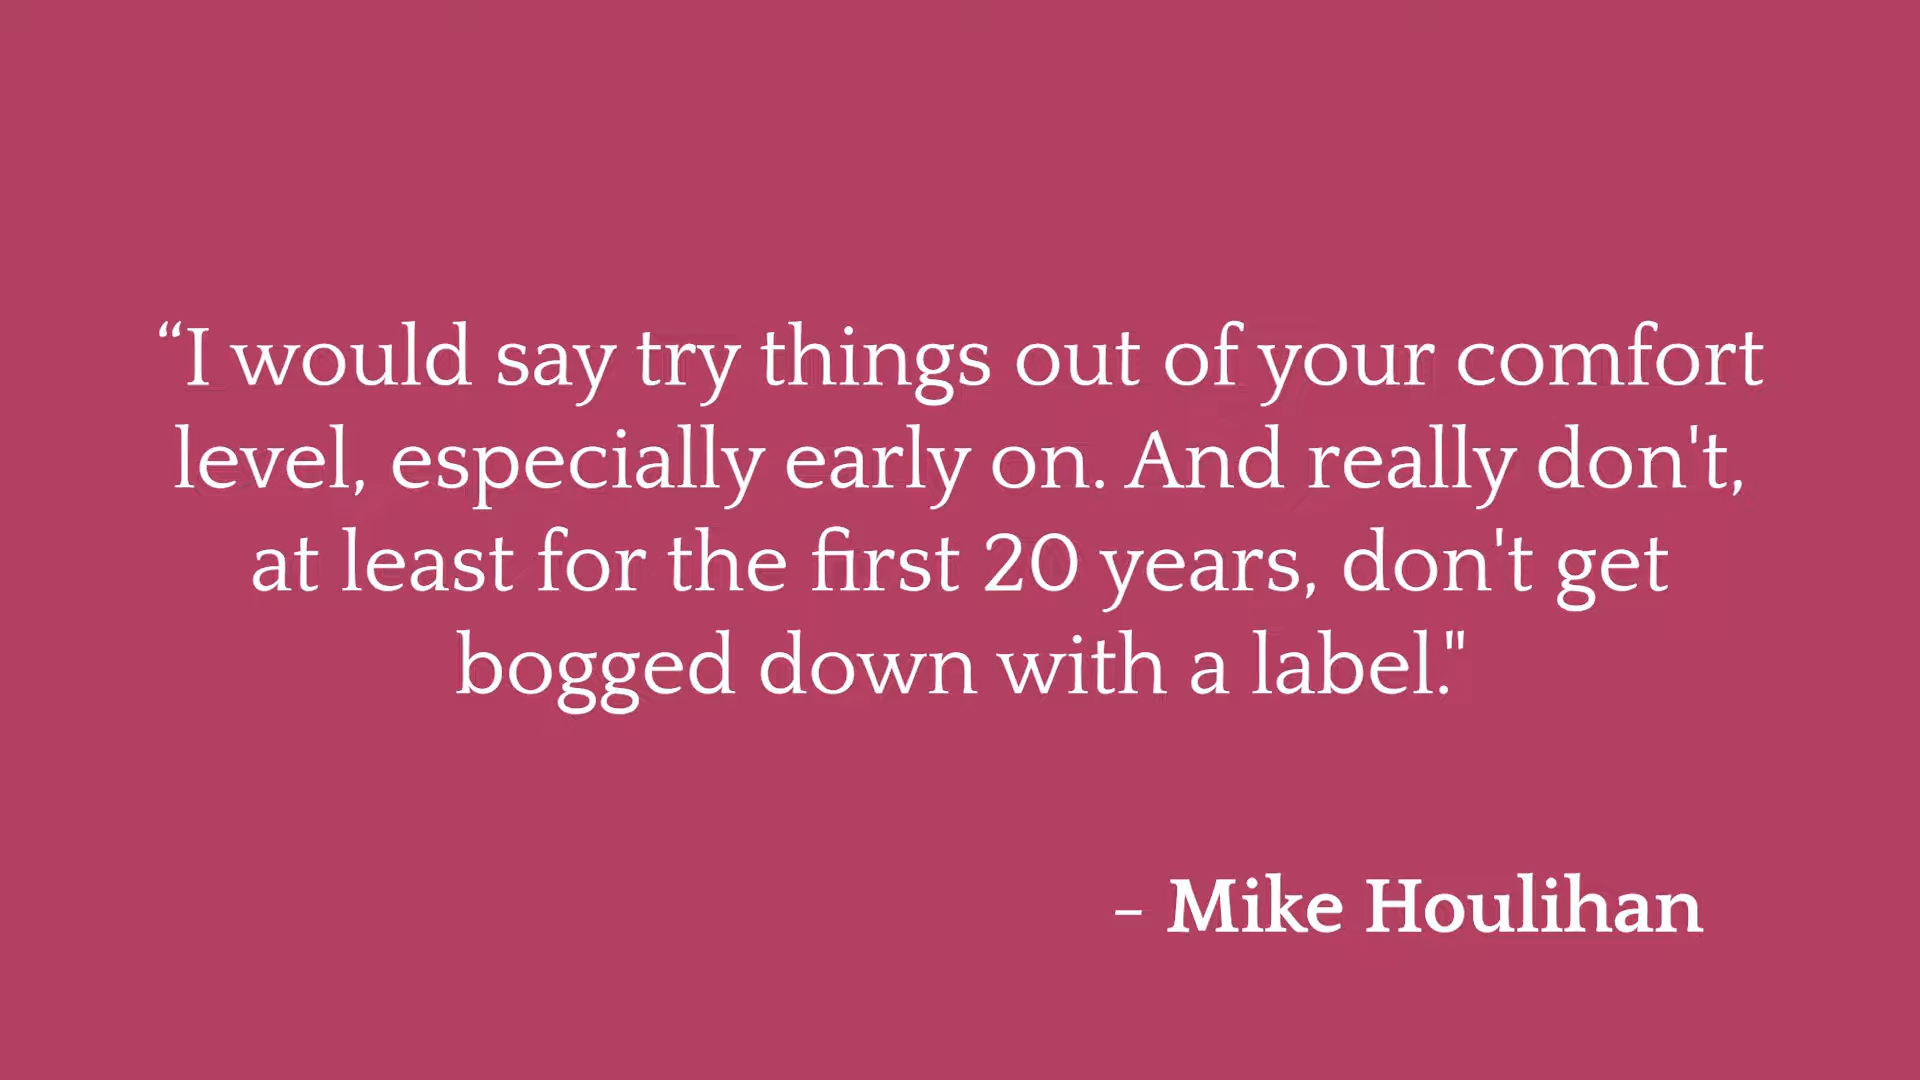 “I would say try things out of your comfort
level, especially early on. And really don't,
at least for the first 20 years, don't get
bogged down with a label."
– Mike Houlihan